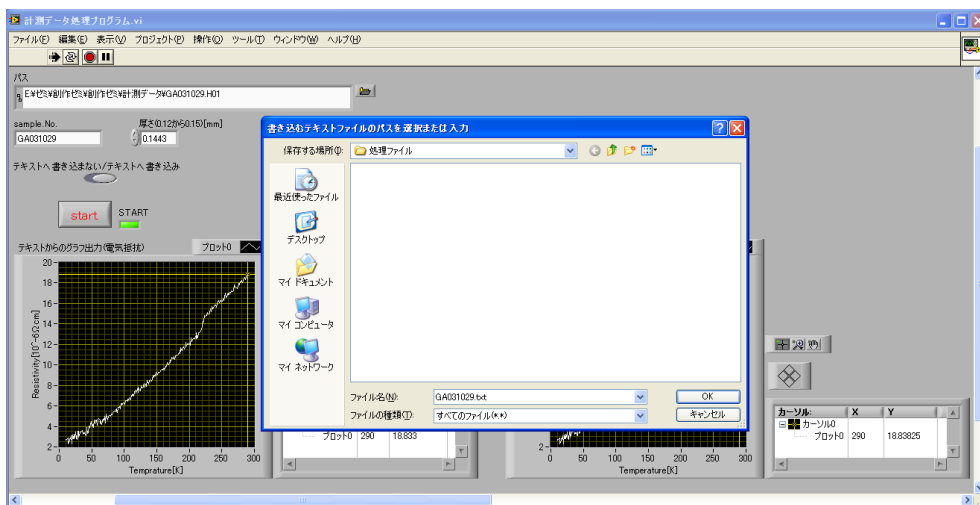 計測データ処理プログラム.vi
ファイル(F) 編集(E) 表示(V) プロジェクト(P) 操作(O) ツール(T) ウィンドウ(W) ヘルプ(H)
パス
E:¥ゼミ¥創作ゼミ¥創作ゼミ¥計測データ¥GA031029.H01
sample.No.
厚さ(0.12から0.15)[mm]
GA031029
0.1443
テキストへ書き込まない/テキストへ書き込み
start
START
テキストからのグラフ出力(電気抵抗)
プロット0
20
18
16
14
12
10
8
6
4
2
Resistivity[10^-6Ωcm]
0 50 100 150 200 250 300
Temprature[K]
書き込むテキストファイルのパスを選択または入力
保存する場所(I):
処理ファイル
最近使ったファイル
デスクトップ
マイ ドキュメント
マイ コンピュータ
マイ ネットワーク
ファイル名(N):
GA031029.txt
OK
ファイルの種類(T):
すべてのファイル(*.*)
キャンセル
プロット0 290 18.833
2
0 50 100 150 200 250 300
Temperature[K]
カーソル: X Y
カーソル0
プロット0 290 18.83825